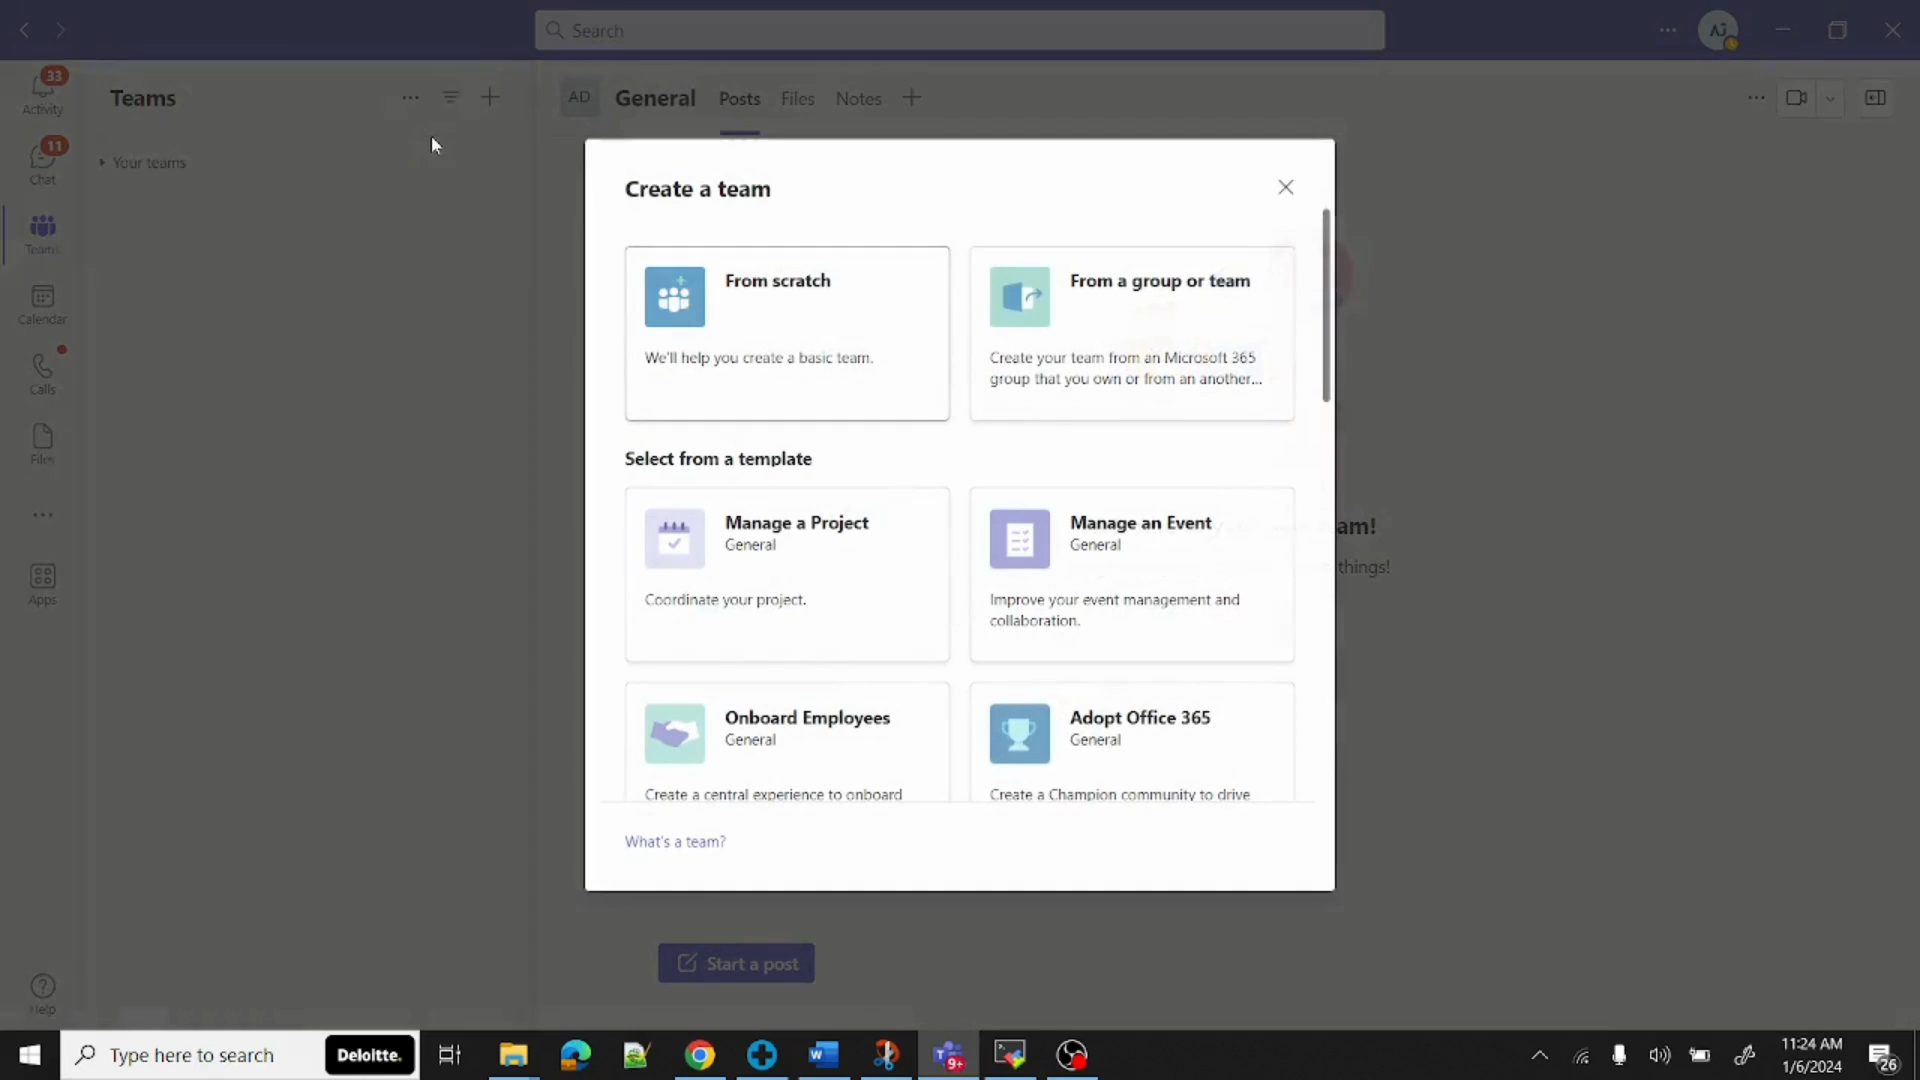 Search
AJ
33
Activity
11
Chat
Teams
Calendar
Calls
Files
Apps
Help
Teams
Your teams
AD General Posts Files Notes
Create a team
From scratch
We'll help you create a basic team.
From a group or team
Create your team from an Microsoft 365
group that you own or from an another...
Select from a template
Manage a Project
General
Coordinate your project.
Manage an Event
General
Improve your event management and
collaboration.
Onboard Employees
General
Create a central experience to onboard
Adopt Office 365
General
Create a Champion community to drive
What's a team?
am!
things!
Start a post
Type here to search
Deloitte.
9+
11:24 AM
1/6/2024
26